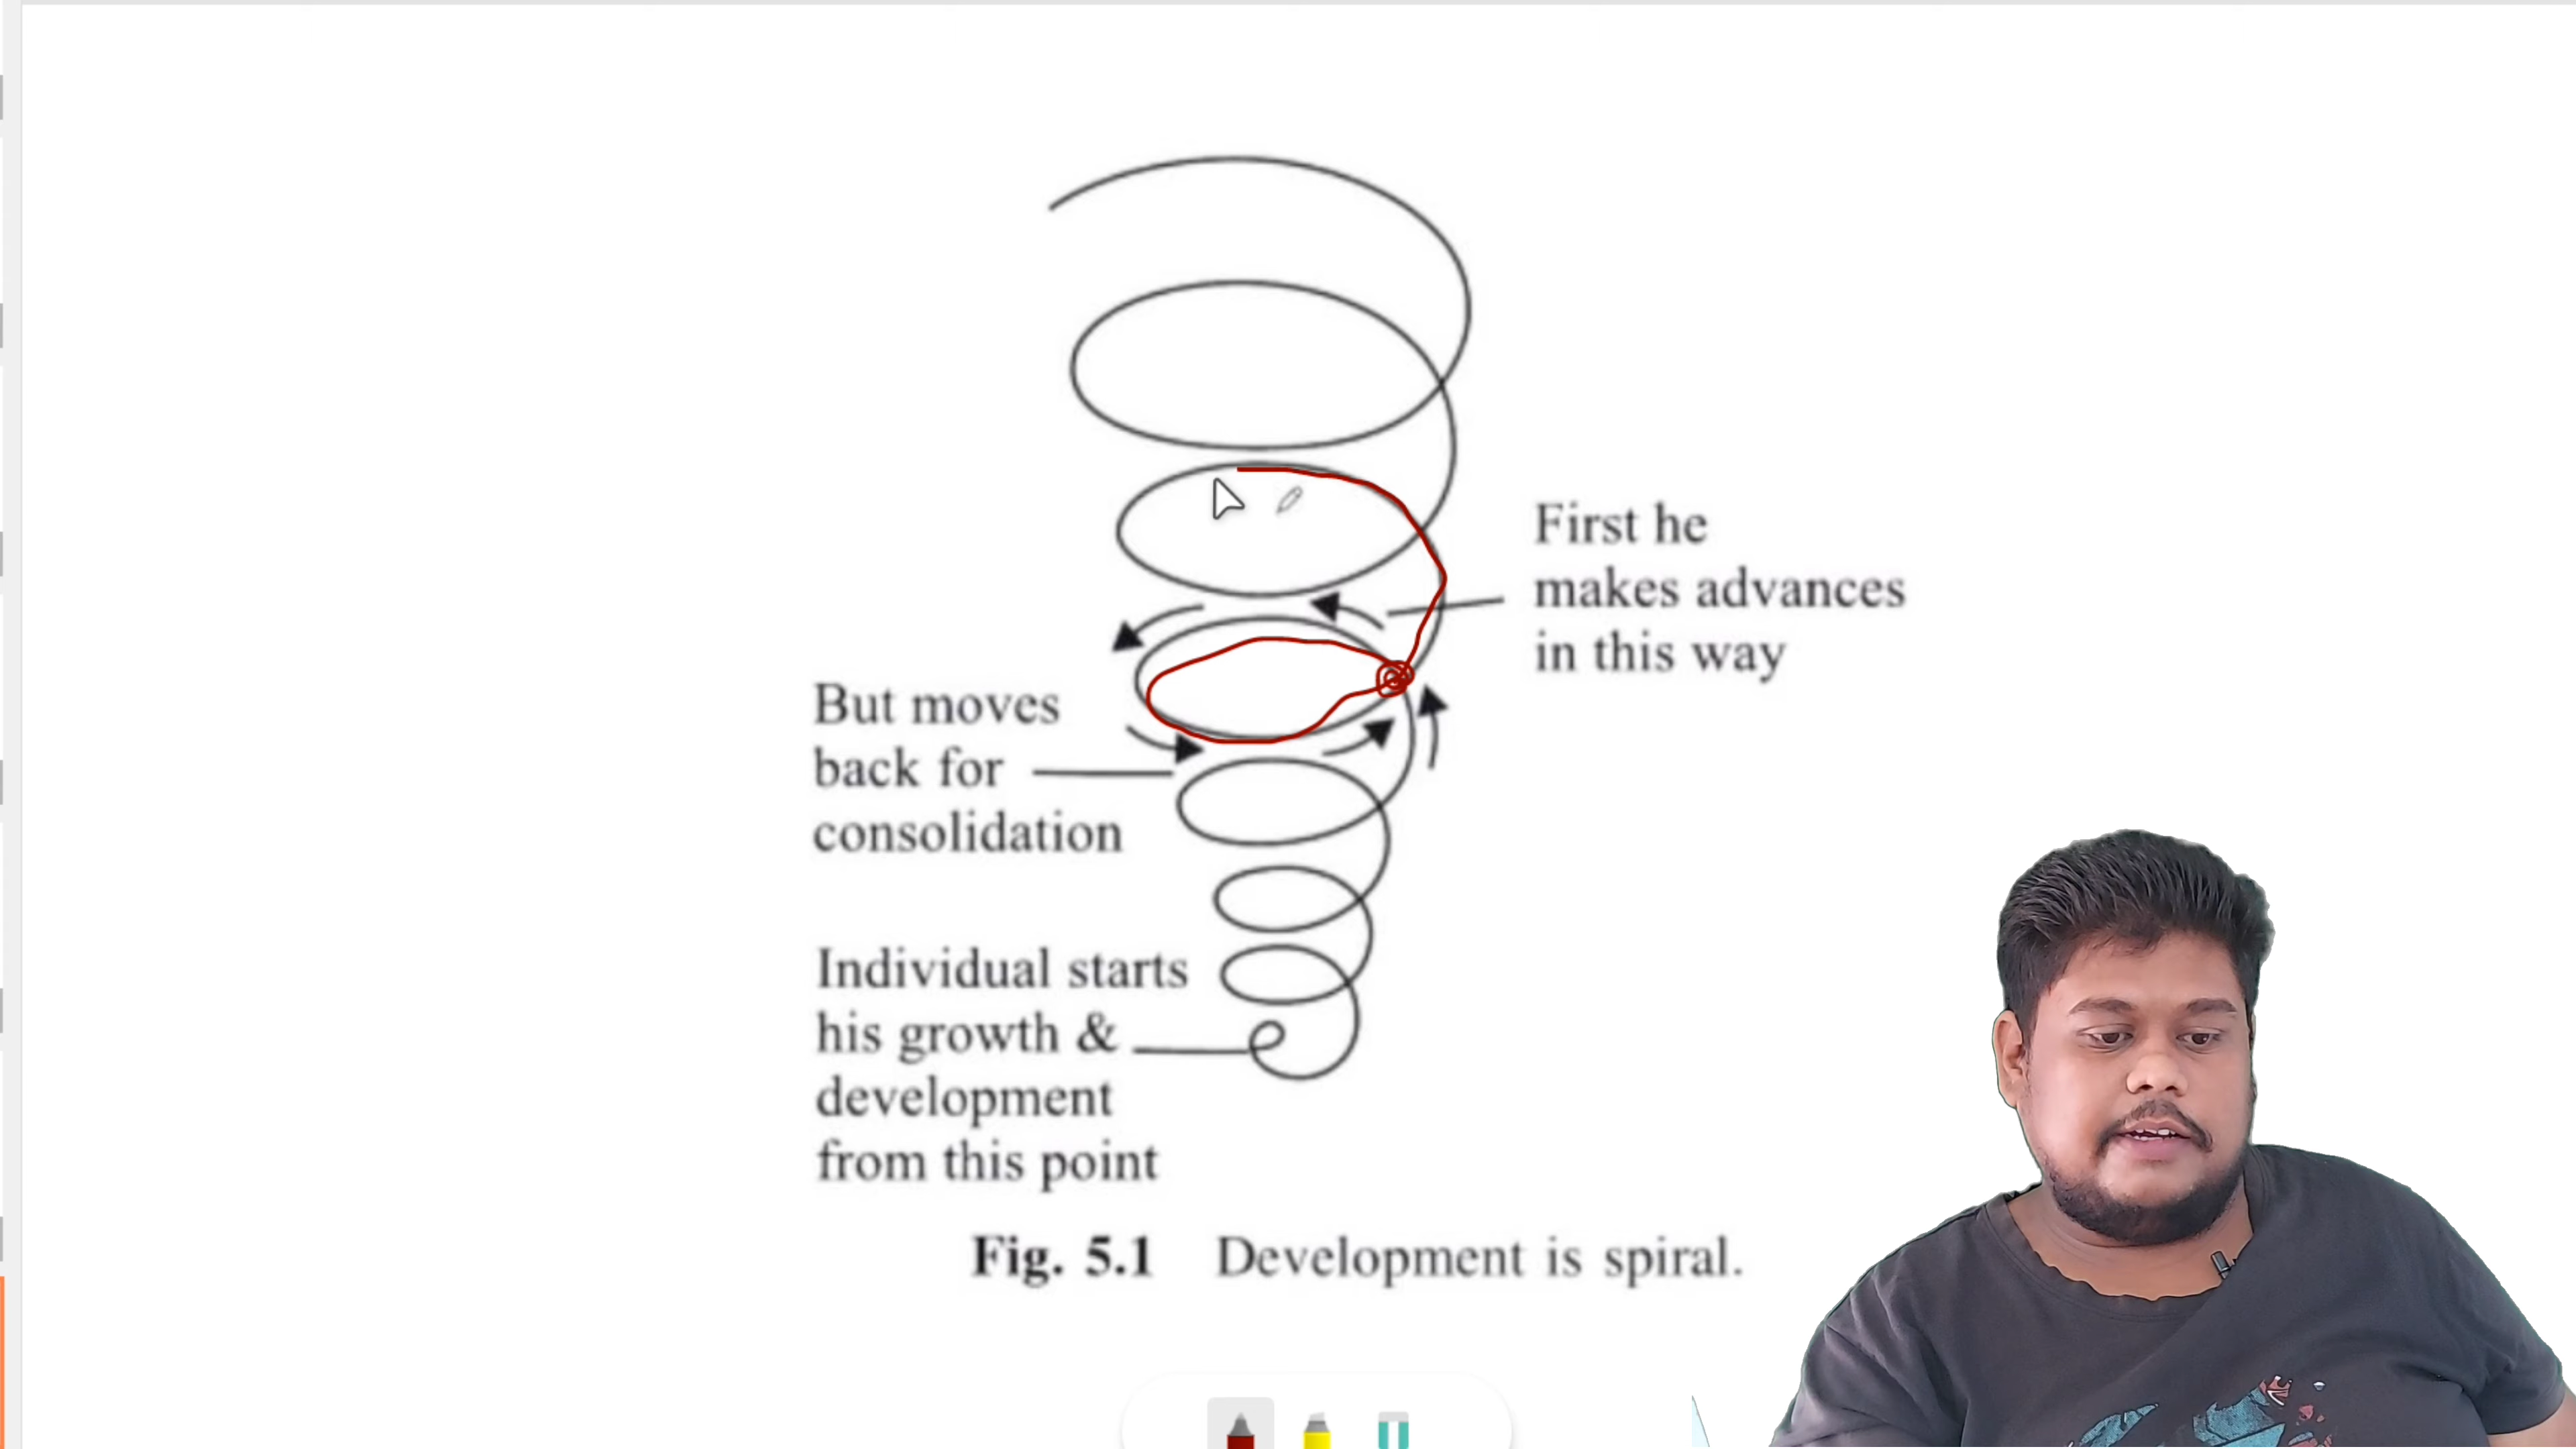 First he
makes advances
in this way
But moves
back for
consolidation
Individual starts
his growth &
development
from this point
Fig. 5.1 Development is spiral.